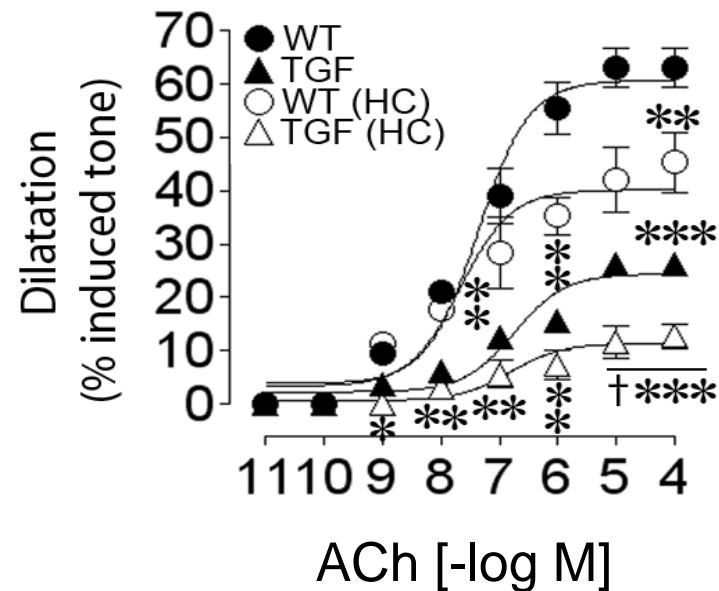 Dilatation
(% induced tone)
70
60
50
40
30
20
10
0
WT
TGF
WT (HC)
TGF (HC)
**
***
**
**
*
**
**
**
†***
11 10 9 8 7 6 5 4
ACh [-log M]